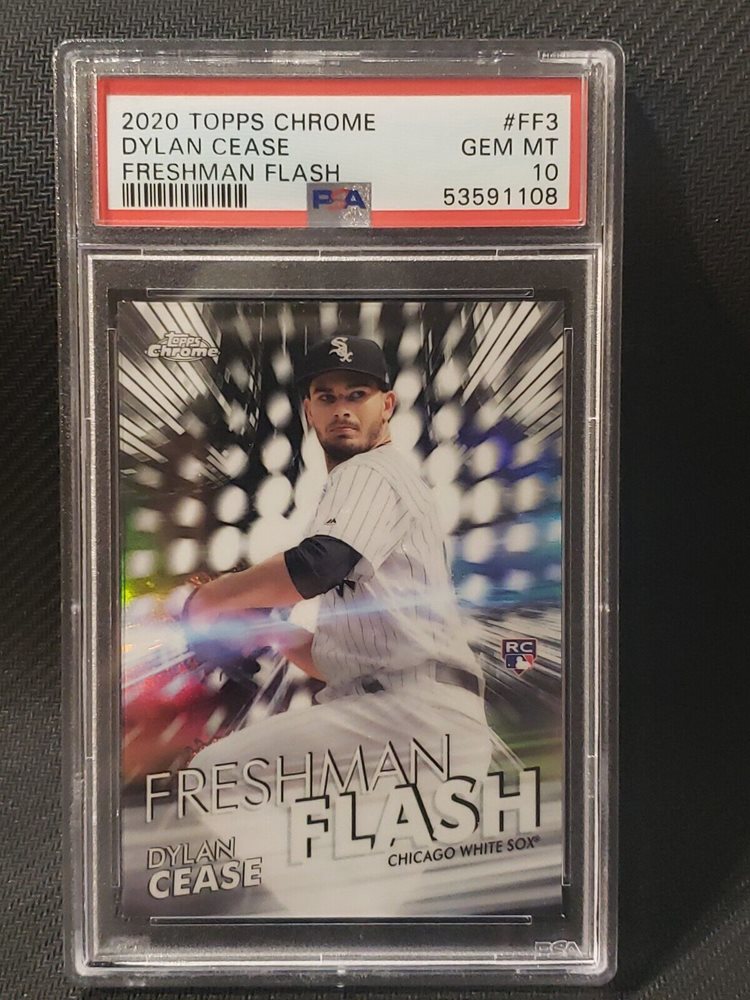 2020 TOPPS CHROME #FF3
DYLAN CEASE GEM MT
FRESHMAN FLASH 10
PSA 53591108
Topps
Chrome
Sox
RC
FRESHMAN
FLASH
DYLAN
CEASE
CHICAGO WHITE SOX®
PSA